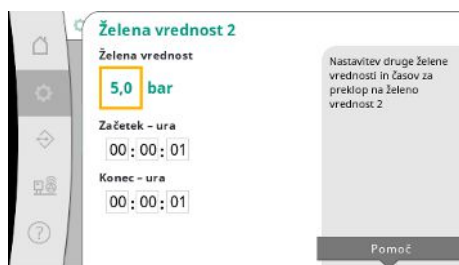 Želena vrednost 2
Želena vrednost
5,0 bar
Začetek – ura
00 : 00 : 01
Konec – ura
00 : 00 : 01
Nastavitev druge želene
vrednosti in časov za
preklop na želeno
vrednost 2
Pomoč